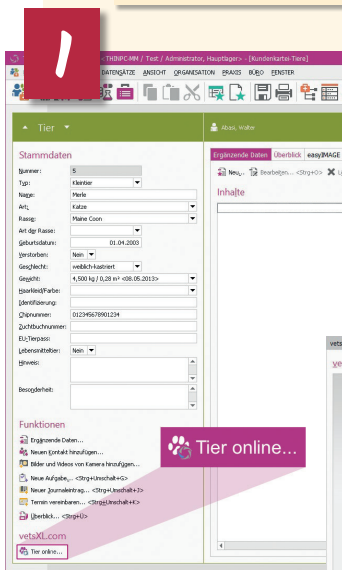 1
THINPC-MM / Test / Administrator, Hauptlager> - [Kundenkartei-Tiere]
DATENSÄTZE ANSICHT ORGANISATION PRAXIS BÜRO FENSTER
Tier
Abasi, Walter
Stammdaten
Nummer: 5
Typ: Kleintier
Name: Merle
Art: Katze
Rasse: Maine Coon
Art der Rasse:
Geburtsdatum: 01.04.2003
Verstorben: Nein
Geschlecht: weiblich-kastriert
Gewicht: 4,500 kg / 0,28 m² <08.05.2013>
Haarkleid/Farbe:
Identifizierung:
Chipnummer: 012345678901234
Zuchtbuchnummer:
EU-Tierpass:
Lebensmitteltier: Nein
Hinweis:
Besonderheit:
Funktionen
Ergänzende Daten...
Neuen Kontakt hinzufügen...
Bilder und Videos von Kamera hinzufügen...
Neue Aufgabe... <Strg+Umschalt+G>
Neuer Journaleintrag... <Strg+Umschalt+J>
Termin vereinbaren... <Strg+Umschalt+K>
Überblick... <Strg+Ü>
vetsXL.com
Tier online...
Ergänzende Daten Überblick easyIMAGE
Neu... Bearbeiten... <Strg+O>
Inhalte
Tier online...
vets